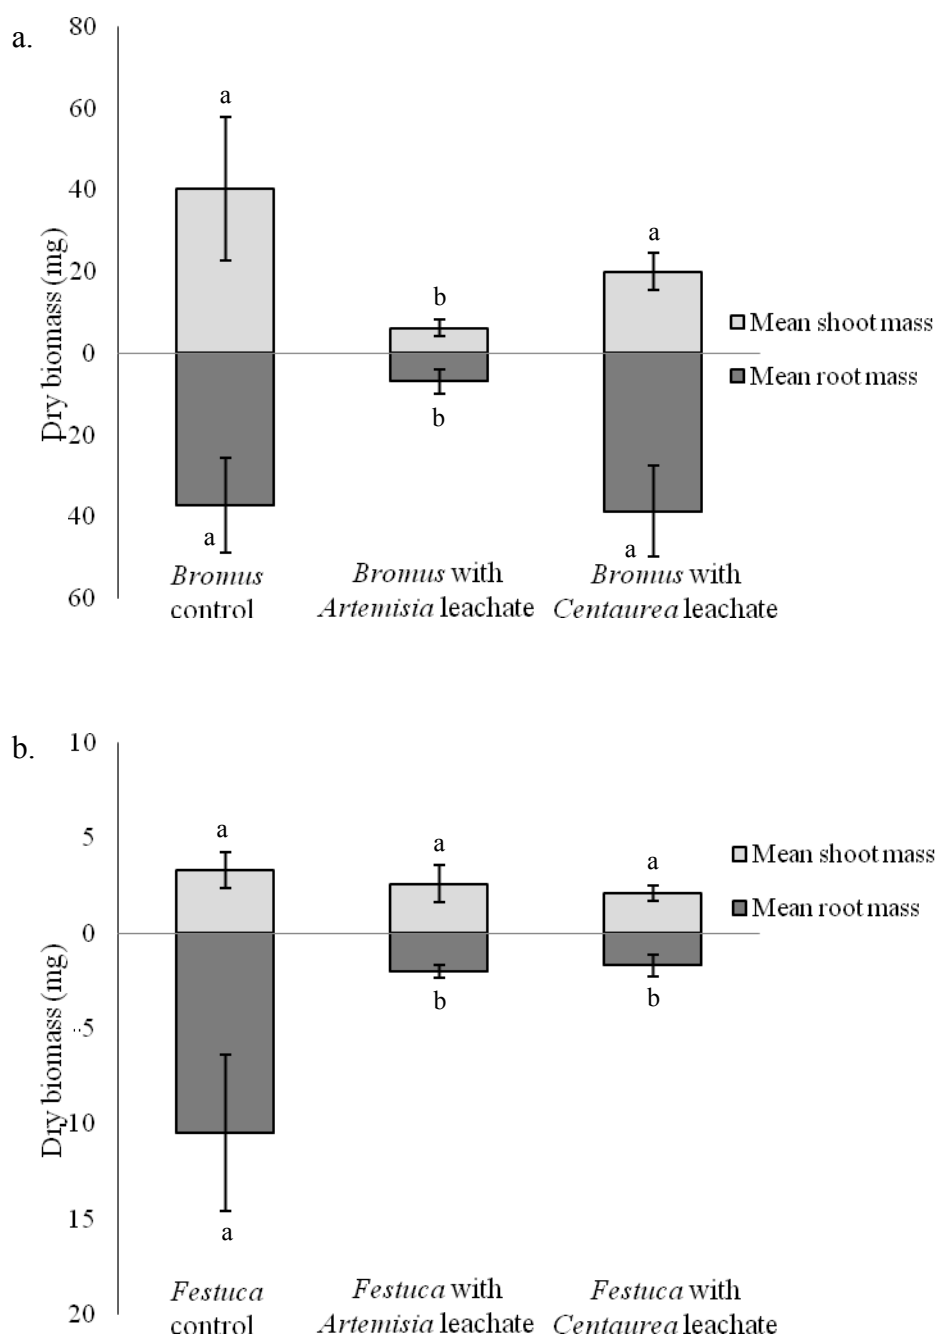 a.
80
60
40
20
0
20
40
60
Dry biomass (mg)
a
b
a
a
b
a
Mean shoot mass
Mean root mass
Bromus
control
Bromus with
Artemisia leachate
Bromus with
Centaurea leachate
b.
10
5
0
5
10
15
20
Dry biomass (mg)
a
a
a
a
b
b
Mean shoot mass
Mean root mass
Festuca
control
Festuca with
Artemisia leachate
Festuca with
Centaurea leachate